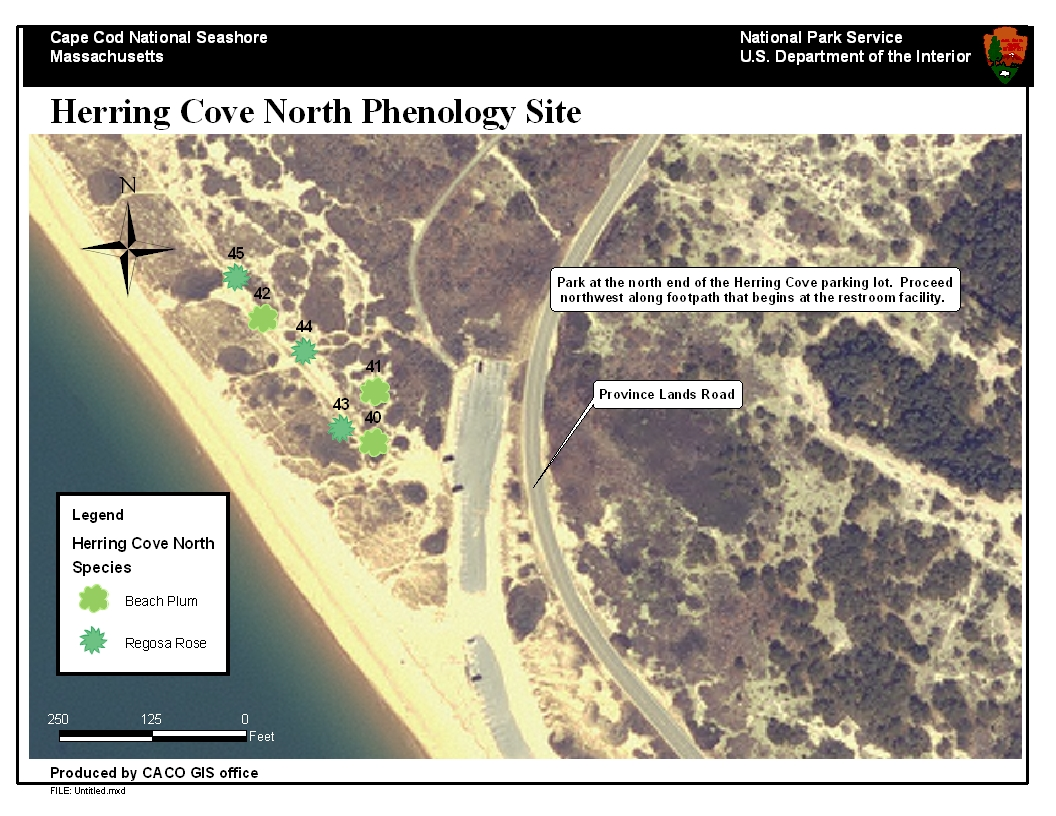 Cape Cod National Seashore
Massachusetts
National Park Service
U.S. Department of the Interior
Herring Cove North Phenology Site
N
45
42
44
41
43
40
Park at the north end of the Herring Cove parking lot.  Proceed
northwest along footpath that begins at the restroom facility.
Province Lands Road
Legend
Herring Cove North
Species
Beach Plum
Regosa Rose
250 125 0
Feet
Produced by CACO GIS office
FILE: Untitled.mxd